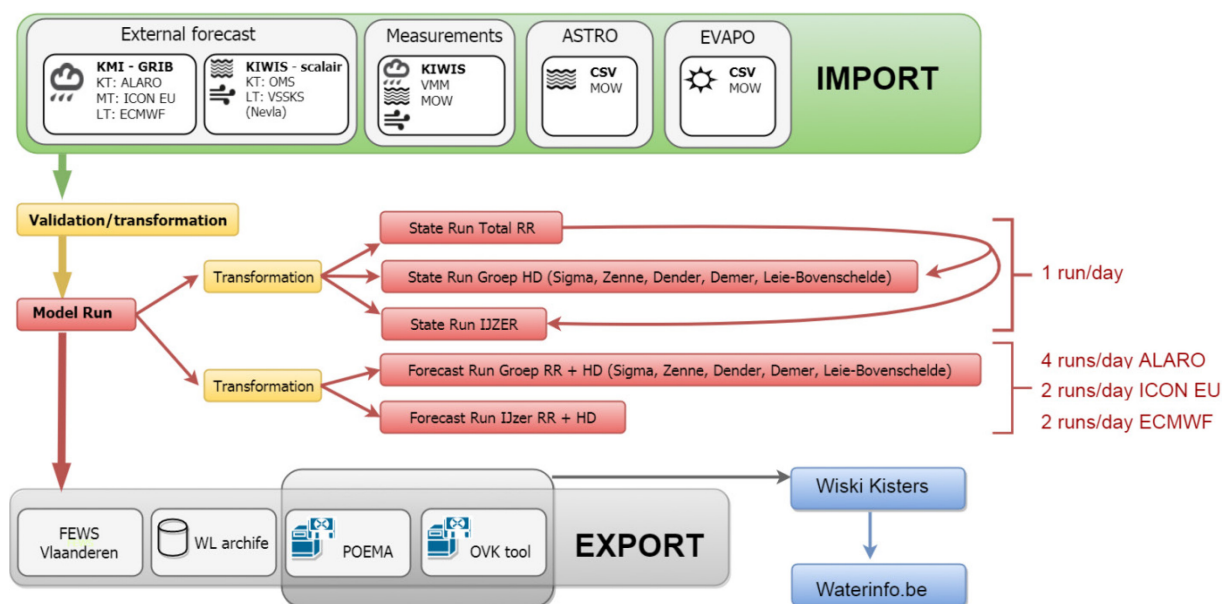 External forecast
KMI - GRIB
KT: ALARO
MT: ICON EU
LT: ECMWF
KIWIS - scalair
KT: OMS
LT: VSSKS
(Nevla)
Measurements
KIWIS
VMM
MOW
ASTRO
CSV
MOW
EVAPO
CSV
MOW
IMPORT
Validation/transformation
Model Run
Transformation
State Run Total RR
State Run Groep HD (Sigma, Zenne, Dender, Demer, Leie-Bovenschelde)
State Run IJZER
1 run/day
Transformation
Forecast Run Groep RR + HD (Sigma, Zenne, Dender, Demer, Leie-Bovenschelde)
Forecast Run IJzer RR + HD
4 runs/day ALARO
2 runs/day ICON EU
2 runs/day ECMWF
FEWS
Vlaanderen
WL archife
POEMA
OVK tool
EXPORT
Wiski Kisters
Waterinfo.be